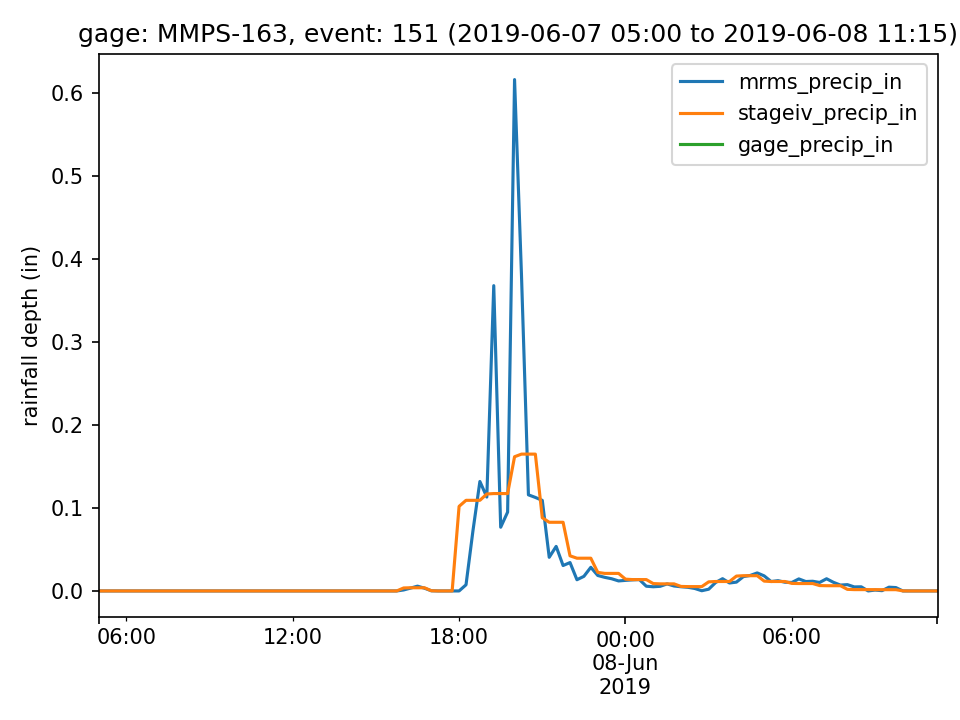 gage: MMPS-163, event: 151 (2019-06-07 05:00 to 2019-06-08 11:15)
mrms_precip_in
stageiv_precip_in
gage_precip_in
rainfall depth (in)
0.6
0.5
0.4
0.3
0.2
0.1
0.0
06:00
12:00
18:00
00:00
08-Jun
2019
06:00